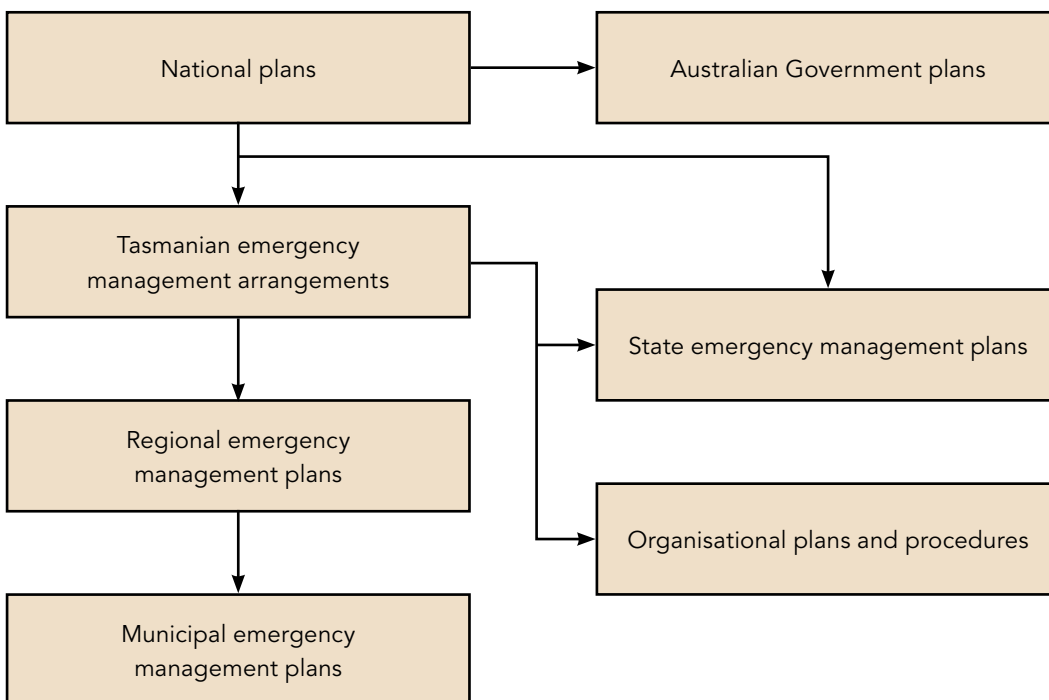 National plans
Australian Government plans
Tasmanian emergency
management arrangements
State emergency management plans
Regional emergency
management plans
Organisational plans and procedures
Municipal emergency
management plans